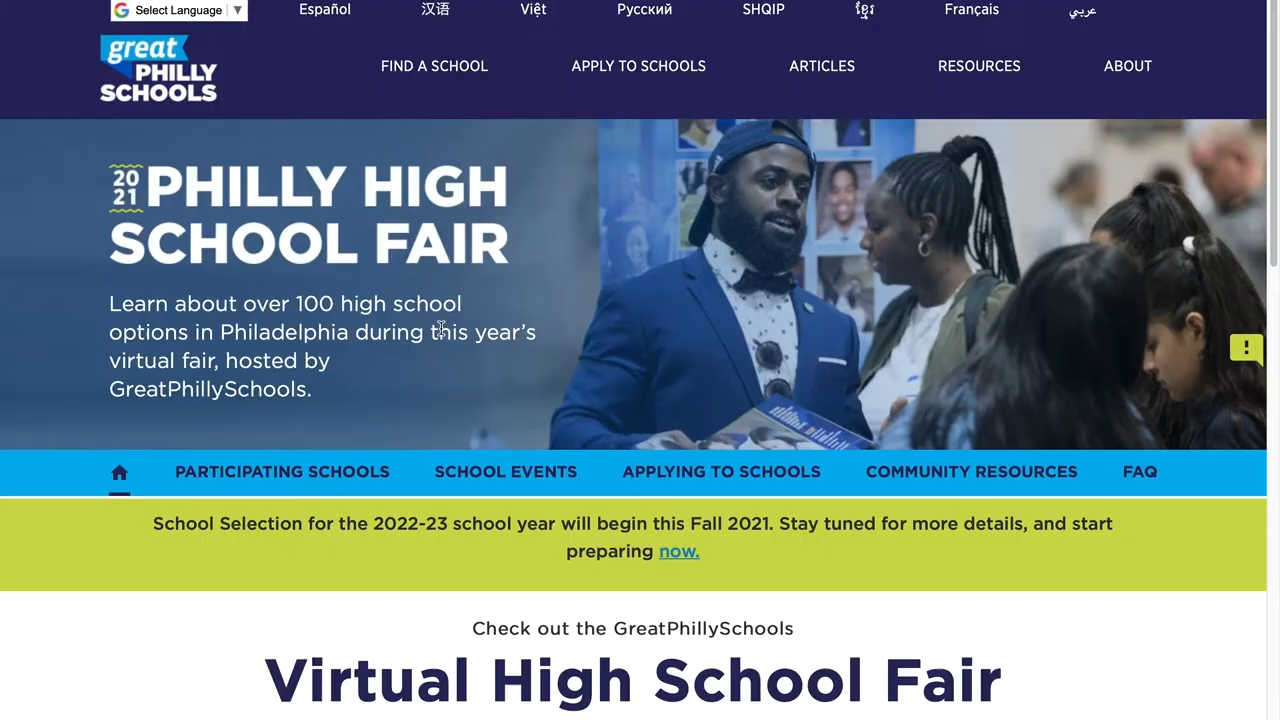 Select Language ▼
Español
汉语
Việt
Русский
SHQIP
ខ្មែរ
Français
عربي
great
PHILLY
SCHOOLS
FIND A SCHOOL
APPLY TO SCHOOLS
ARTICLES
RESOURCES
ABOUT
2021 PHILLY HIGH
SCHOOL FAIR
Learn about over 100 high school
options in Philadelphia during this year’s
virtual fair, hosted by
GreatPhillySchools.
PARTICIPATING SCHOOLS
SCHOOL EVENTS
APPLYING TO SCHOOLS
COMMUNITY RESOURCES
FAQ
School Selection for the 2022-23 school year will begin this Fall 2021. Stay tuned for more details, and start
preparing now.
Check out the GreatPhillySchools
Virtual High School Fair